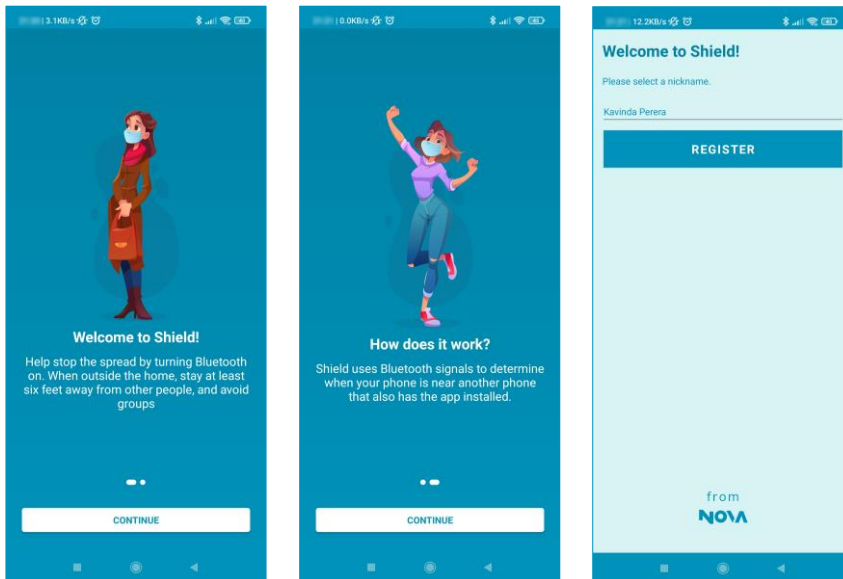 3.1KB/s
Welcome to Shield!
Help stop the spread by turning Bluetooth
on. When outside the home, stay at least
six feet away from other people, and avoid
groups
CONTINUE
0.0KB/s
How does it work?
Shield uses Bluetooth signals to determine
when your phone is near another phone
that also has the app installed.
CONTINUE
12.2KB/s
Welcome to Shield!
Please select a nickname.
Kavinda Perera
REGISTER
from
NOVA